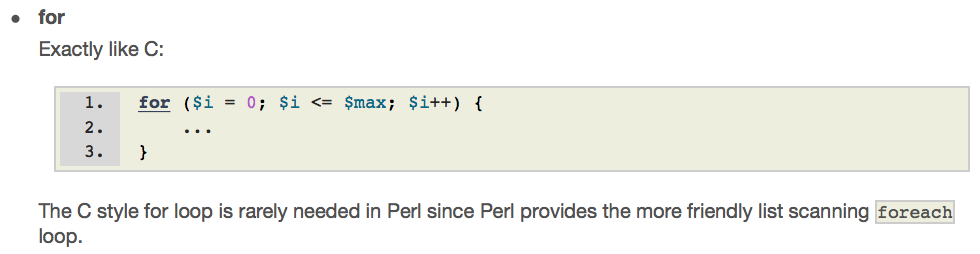 • for
Exactly like C:
1. for ($i = 0; $i <= $max; $i++) {
2. ...
3. }
The C style for loop is rarely needed in Perl since Perl provides the more friendly list scanning foreach
loop.